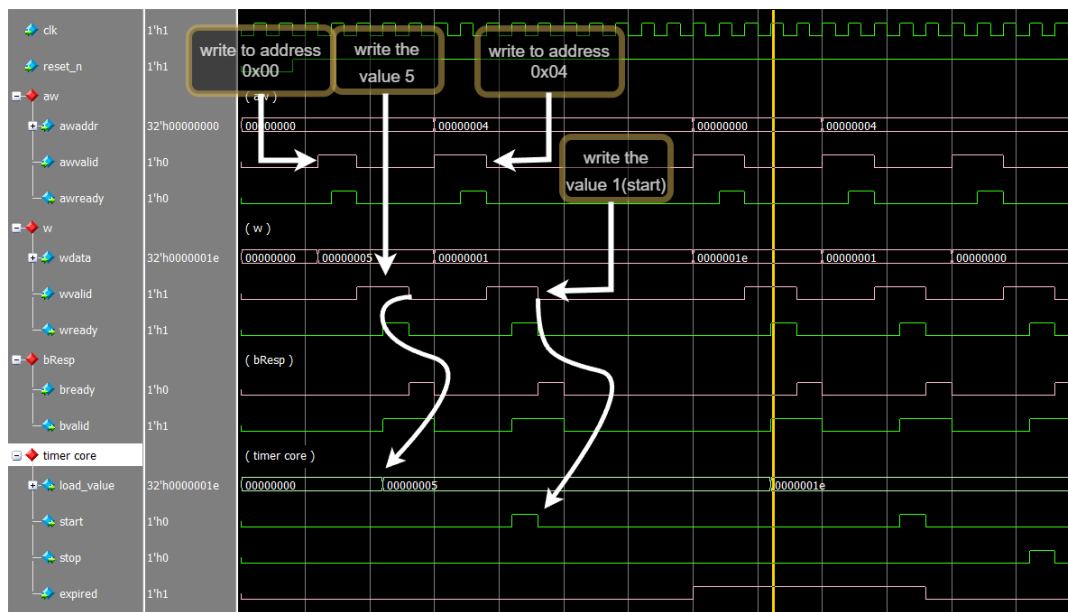 clk 1'h1
write to address
0x00
write the
value 5
write to address
0x04
reset_n 1'h1
aw ( aw )
awaddr 32'h00000000 00000000 00000004 00000000 00000004
awvalid 1'h0
write the
value 1(start)
awready 1'h0
w ( w )
wdata 32'h0000001e 00000000 00000005 00000001 0000001e 00000001 00000000
wvalid 1'h1
wready 1'h1
bResp ( bResp )
bready 1'h0
bvalid 1'h1
timer core ( timer core )
load_value 32'h0000001e 00000000 00000005 0000001e
start 1'h0
stop 1'h0
expired 1'h1